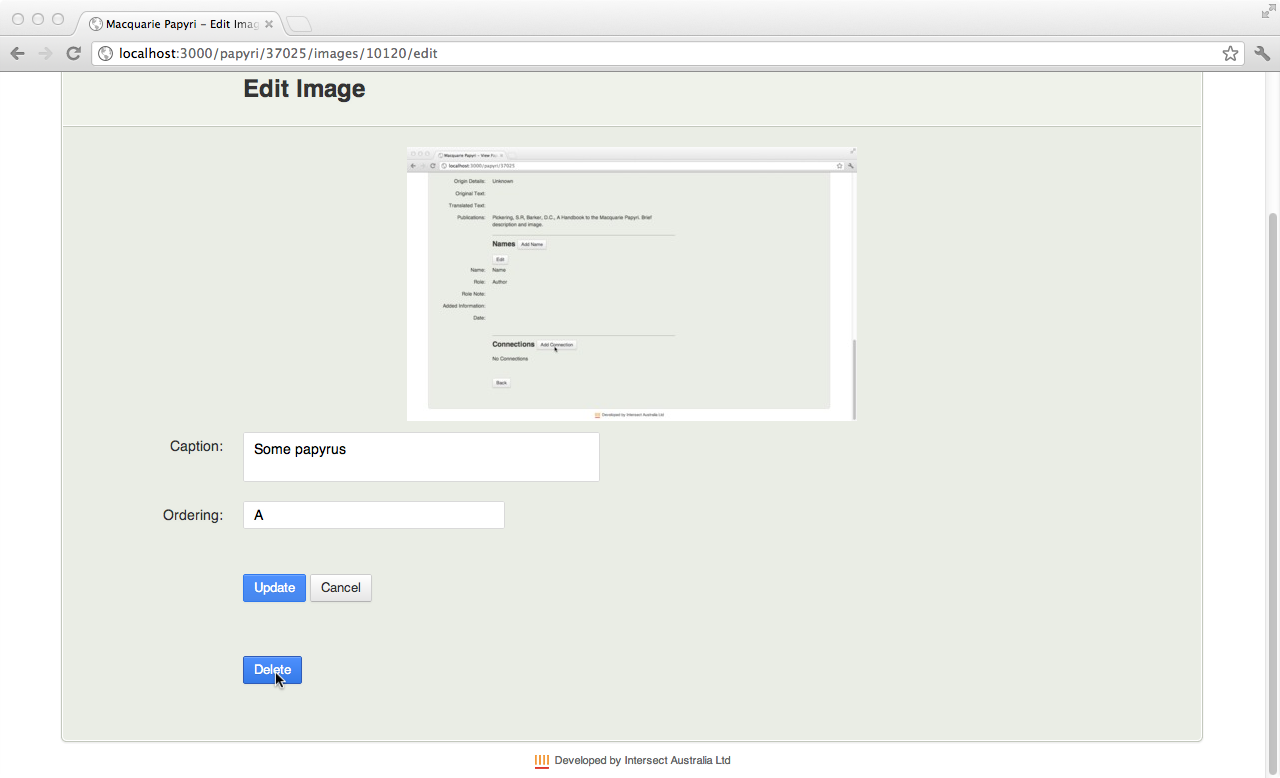 Macquarie Papyri – Edit Imag
localhost:3000/papyri/37025/images/10120/edit
Edit Image
Macquarie Papyri – View Pa
localhost:3000/papyri/37025
Origin Details: Unknown
Original Text:
Translated Text:
Publications: Pickering, S.R, Barker, D.C., A Handbook to the Macquarie Papyri. Brief
description and image.
Names Add Name
Edit
Name: Name
Role: Author
Role Note:
Added Information:
Date:
Connections Add Connection
No Connections
Back
Developed by Intersect Australia Ltd
Caption: Some papyrus
Ordering: A
Update Cancel
Delete
Developed by Intersect Australia Ltd